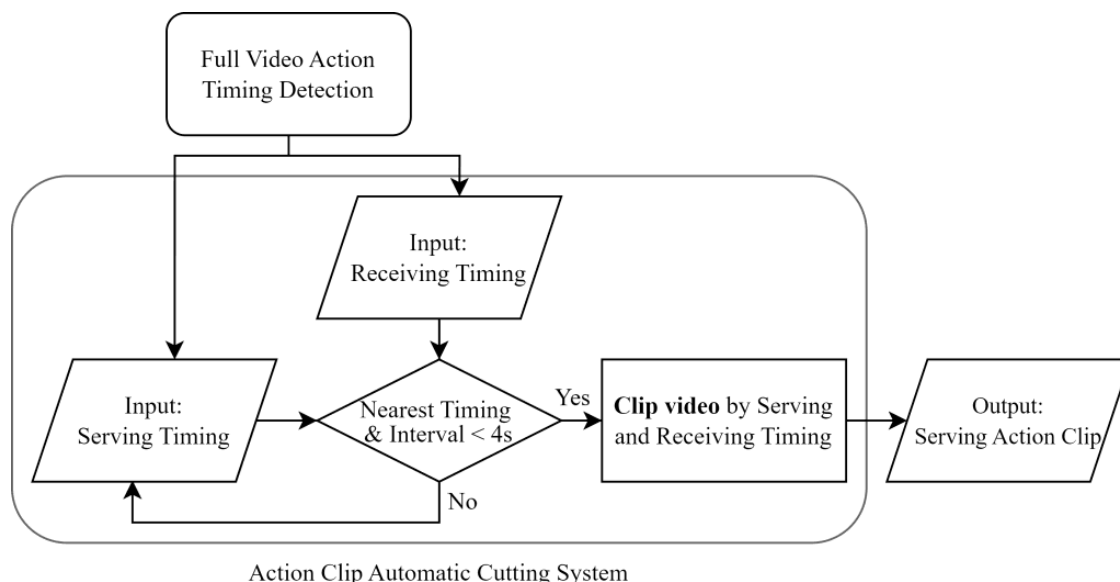 Full Video Action
Timing Detection
Input:
Receiving Timing
Input:
Serving Timing
Nearest Timing
& Interval < 4s
Yes
No
Clip video by Serving
and Receiving Timing
Output:
Serving Action Clip
Action Clip Automatic Cutting System